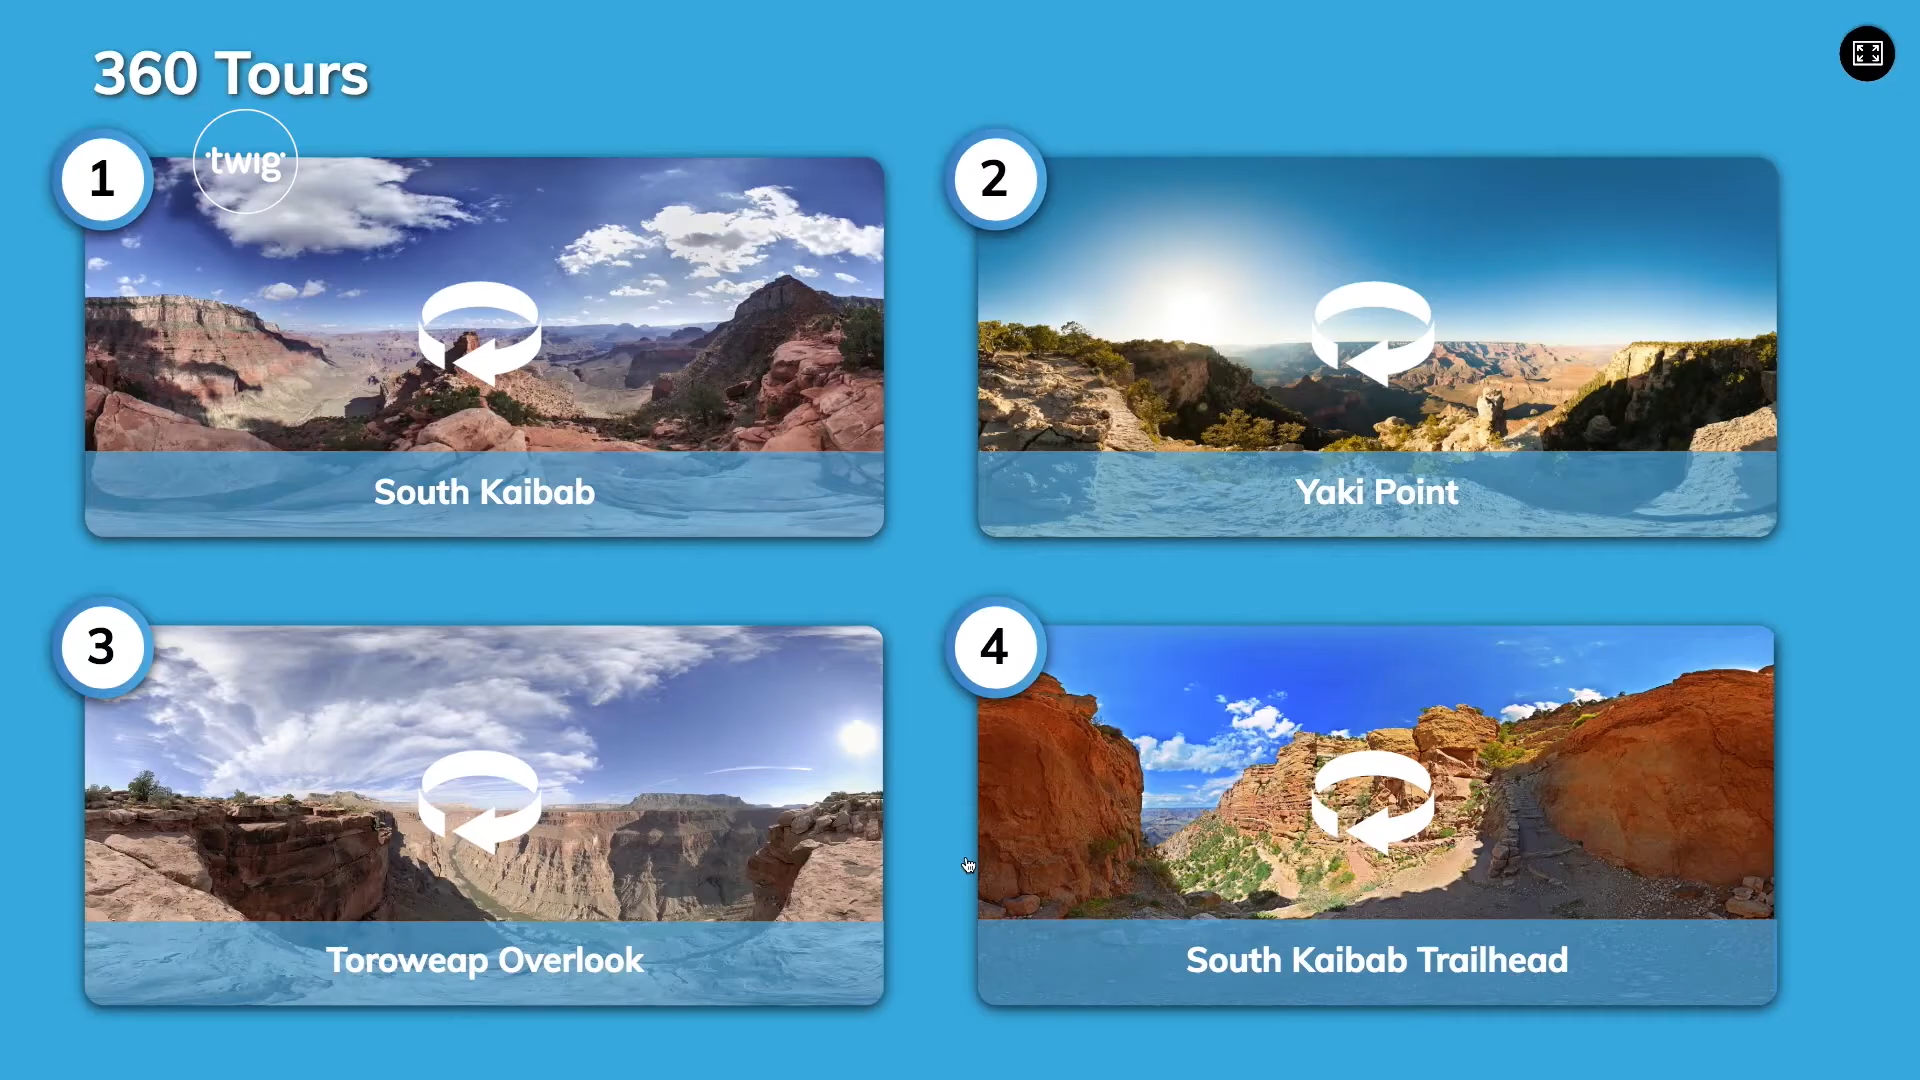 360 Tours
twig
1
South Kaibab
2
Yaki Point
3
Toroweap Overlook
4
South Kaibab Trailhead